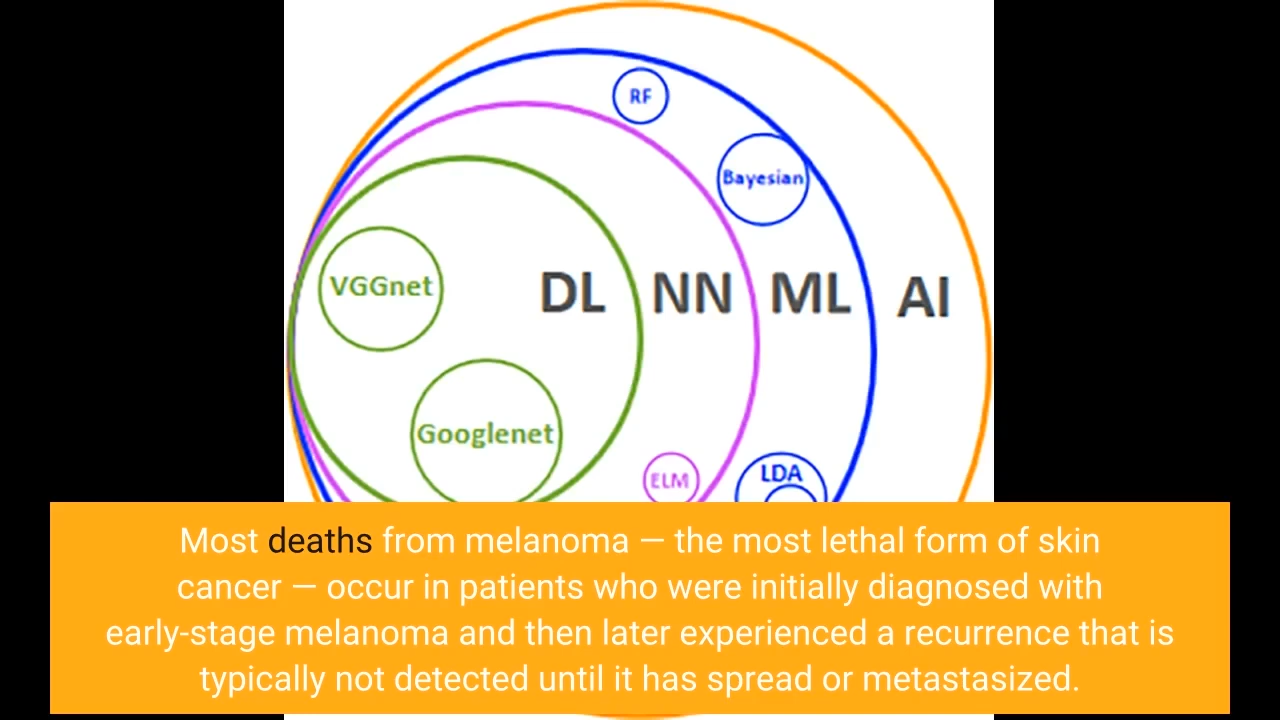 RF
Bayesian
VGGnet
DL NN ML AI
Googlenet
ELM
LDA
Most deaths from melanoma — the most lethal form of skin
cancer — occur in patients who were initially diagnosed with
early-stage melanoma and then later experienced a recurrence that is
typically not detected until it has spread or metastasized.